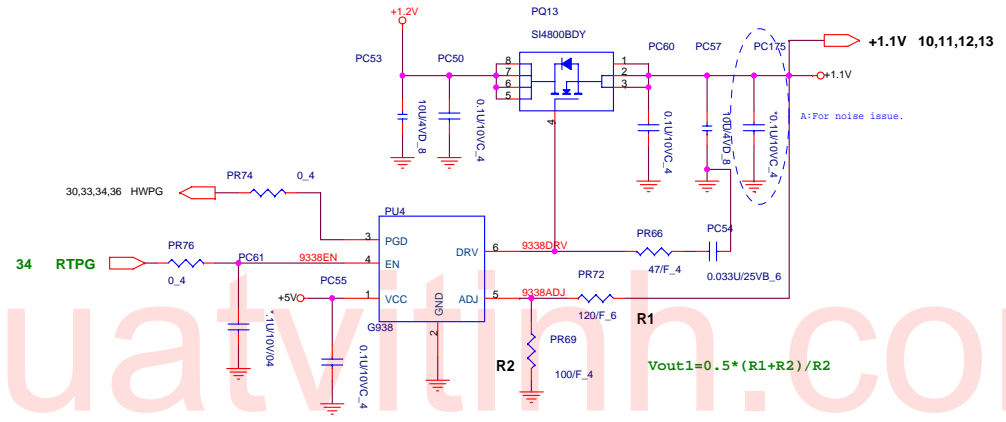 +1.2V
PQ13
SI4800BDY
PC53
PC50
PC60
PC57
PC175
+1.1V 10,11,12,13
8
7
6
5
1
2
3
4
+1.1V
10U/4VD_8
0.1U/10VC_4
0.1U/10VC_4
10U/4VD_8
*0.1U/10VC_4
A:For noise issue.
30,33,34,36 HWPG
PR74
0_4
PU4
34 RTPG
PR76
0_4
PC61
9338EN
3
PGD
4
EN
1
VCC
GND
2
DRV
6
9338DRV
ADJ
5
9338ADJ
G938
PR66
47/F_4
PC54
0.033U/25VB_6
PR72
120/F_6
R1
+5V
PC55
*.1U/10V/04
0.1U/10VC_4
R2
PR69
100/F_4
Vout1=0.5*(R1+R2)/R2
uatvitinh.co